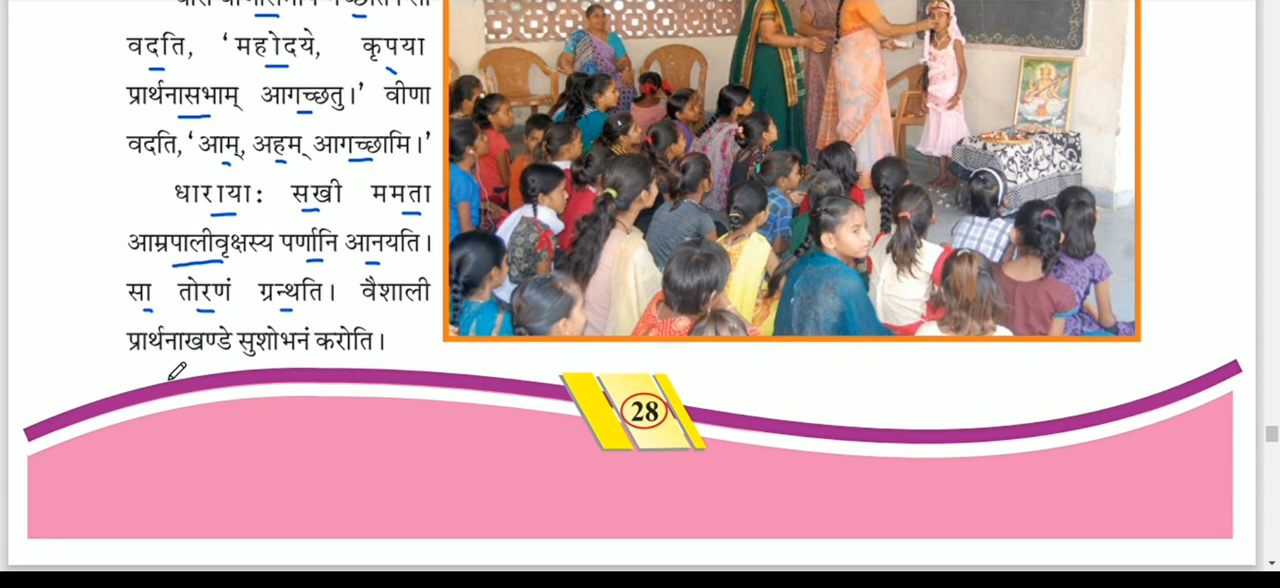 वदति, ‘महोदये, कृपया
प्रार्थनासभाम् आगच्छतु।’ वीणा
वदति, ‘आम्, अहम् आगच्छामि।’
धारायाः सखी ममता
आम्रपालीवृक्षस्य पर्णानि आनयति।
सा तोरणं ग्रन्थति। वैशाली
प्रार्थनाखण्डे सुशोभनं करोति।
28